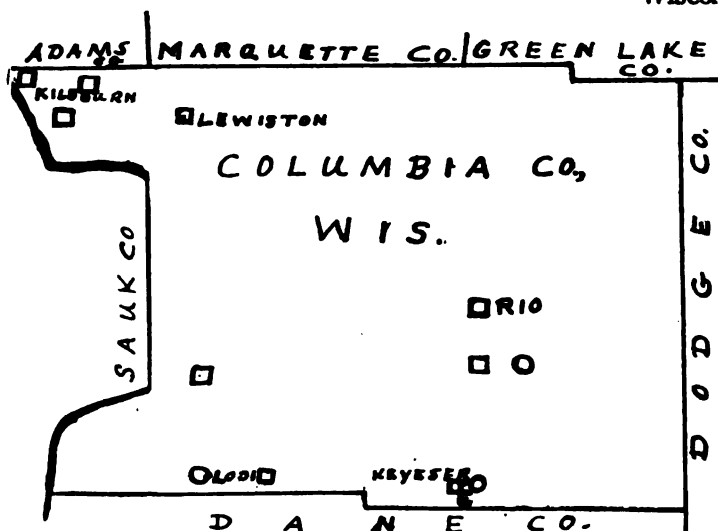 ADAMS CO
MARQUETTE CO.
GREEN LAKE CO.
KILBURN
LEWISTON
COLUMBIA CO.,
WIS.
SAUK CO
DODGE CO.
RIO
LODI
KEYESER
DANE CO.